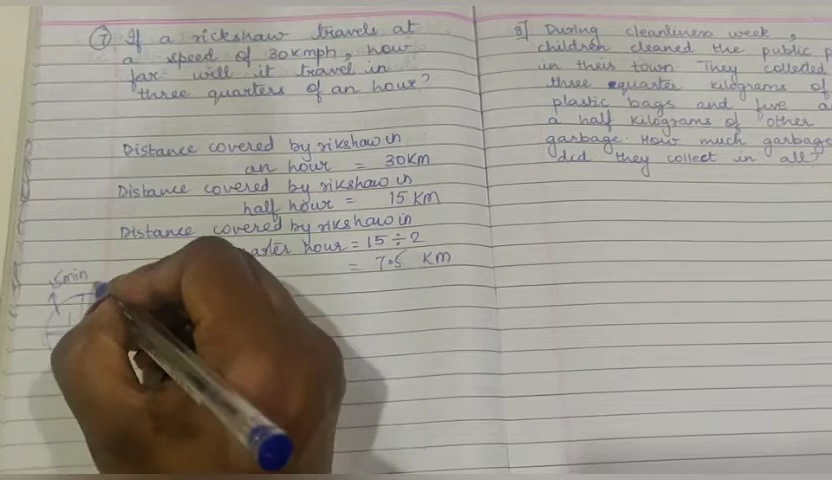 7 If a rickshaw travels at
a speed of 30kmph, how
far will it travel in
three quarters of an hour?
Distance covered by rikshaw in
an hour = 30km
Distance covered by rikshaw in
half hour = 15 KM
Distance covered by rikshaw in
hour = 15 ÷ 2
= 7.5 KM
5min
8] During cleanliness week,
children cleaned the public
in their town. They collected
three quarter kilograms of
plastic bags and five
a half kilograms of other
garbage. How much garbage
did they collect in all?